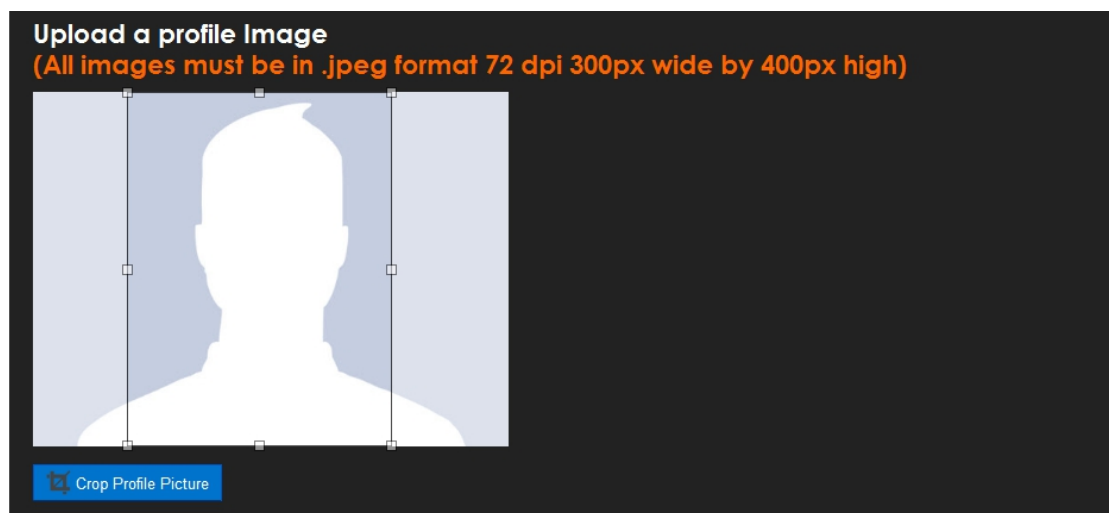 Upload a profile Image
(All images must be in .jpeg format 72 dpi 300px wide by 400px high)
Crop Profile Picture